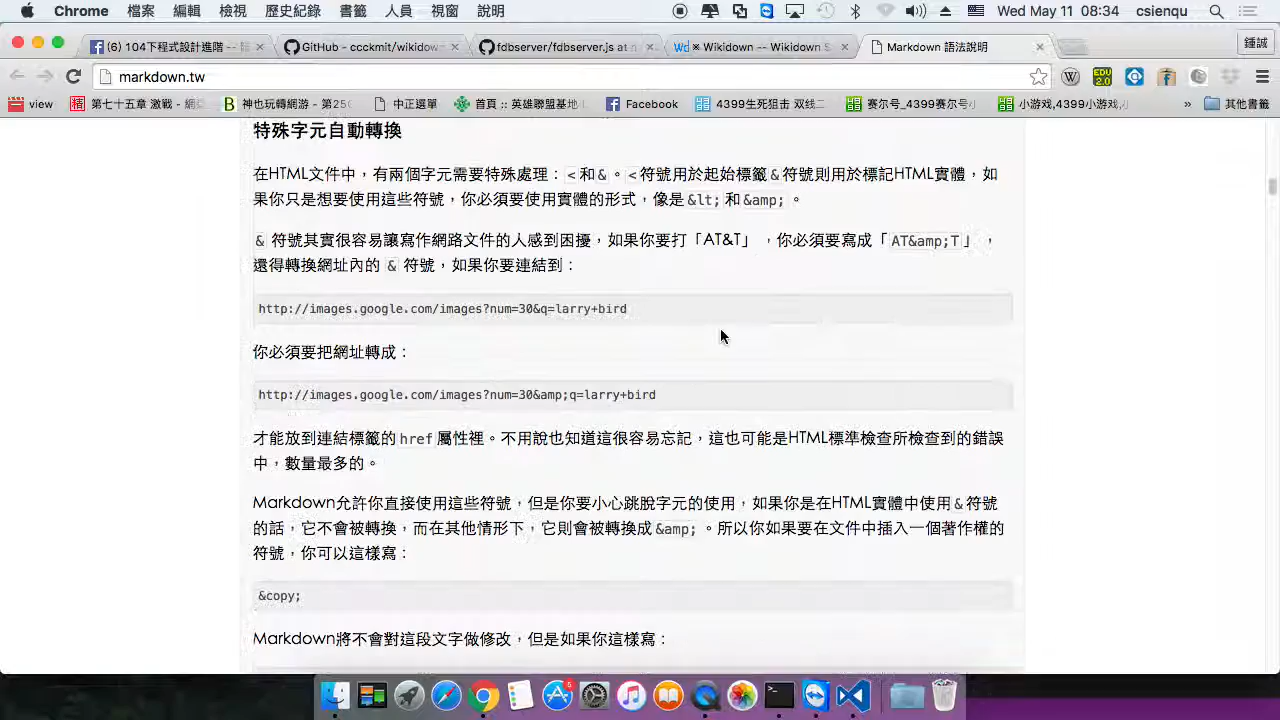 Chrome 檔案 編輯 檢視 歷史紀錄 書籤 人員 視窗 說明 Wed May 11 08:34 csienqu
(6) 104下程式設計進階 -- GitHub - ccckmit/wikidow fdbserver/fdbserver.js at Wikidown -- Wikidown S Markdown 語法說明 鍾誠
markdown.tw
view 第七十五章 激戰 - 神也玩轉網游 - 第25 中正選單 首頁 :: 英雄聯盟基地 Facebook 4399生死狙击 双线 赛尔号_4399赛尔号 小游戏,4399小游戏 » 其他書籤
特殊字元自動轉換
在HTML文件中，有兩個字元需要特殊處理： < 和 & 。 < 符號用於起始標籤 & 符號則用於標記HTML實體，如
果你只是想要使用這些符號，你必須要使用實體的形式，像是 &lt; 和 &amp; 。
& 符號其實很容易讓寫作網路文件的人感到困擾，如果你要打「AT&T」 ，你必須要寫成「 AT&amp;T 」 ，
還得轉換網址內的 & 符號，如果你要連結到：
http://images.google.com/images?num=30&q=larry+bird
你必須要把網址轉成：
http://images.google.com/images?num=30&amp;q=larry+bird
才能放到連結標籤的 href 屬性裡。不用說也知道這很容易忘記，這也可能是HTML標準檢查所檢查到的錯誤
中，數量最多的。
Markdown允許你直接使用這些符號，但是你要小心跳脫字元的使用，如果你是在HTML實體中使用 & 符號
的話，它不會被轉換，而在其他情形下，它則會被轉換成 &amp; 。所以你如果要在文件中插入一個著作權的
符號，你可以這樣寫：
&copy;
Markdown將不會對這段文字做修改，但是如果你這樣寫：